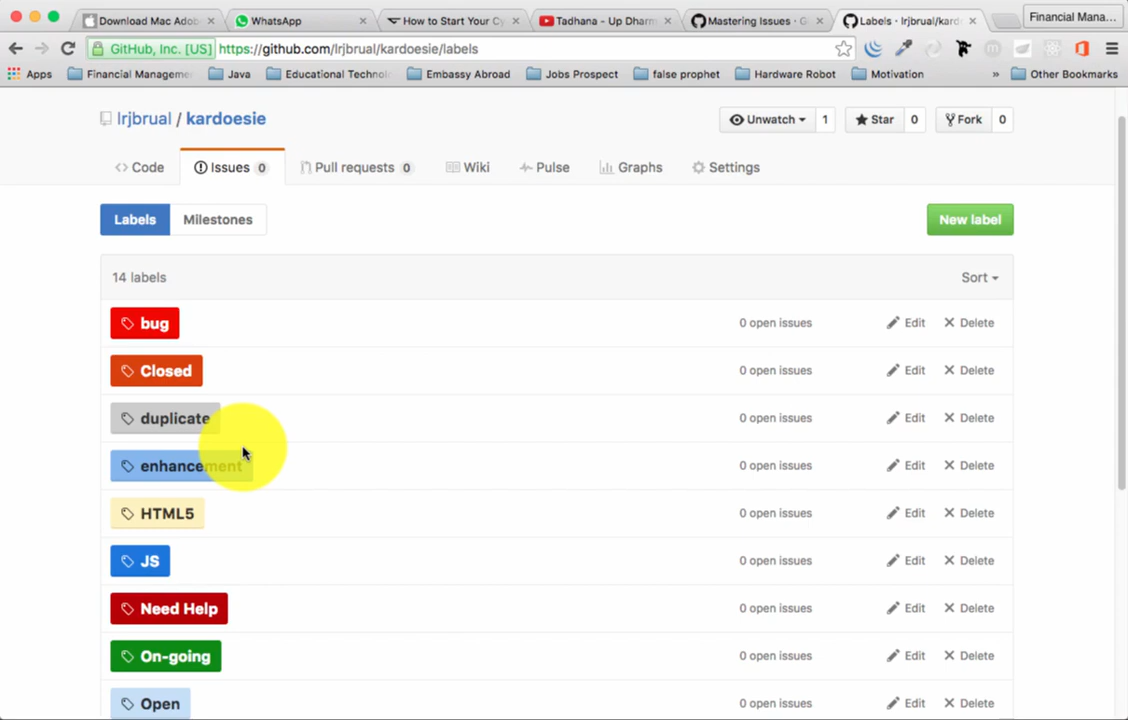 Download Mac Adob
WhatsApp
How to Start Your Cy
Tadhana - Up Dharm
Mastering Issues · G
Labels · lrjbrual/kard
Financial Mana...
GitHub, Inc. [US] https://github.com/lrjbrual/kardoesie/labels
Apps Financial Manageme Java Educational Technol Embassy Abroad Jobs Prospect false prophet Hardware Robot Motivation » Other Bookmarks
lrjbrual / kardoesie Unwatch 1 Star 0 Fork 0
Code Issues 0 Pull requests 0 Wiki Pulse Graphs Settings
Labels Milestones New label
14 labels Sort
bug 0 open issues Edit Delete
Closed 0 open issues Edit Delete
duplicate 0 open issues Edit Delete
enhancement 0 open issues Edit Delete
HTML5 0 open issues Edit Delete
JS 0 open issues Edit Delete
Need Help 0 open issues Edit Delete
On-going 0 open issues Edit Delete
Open 0 open issues Edit Delete